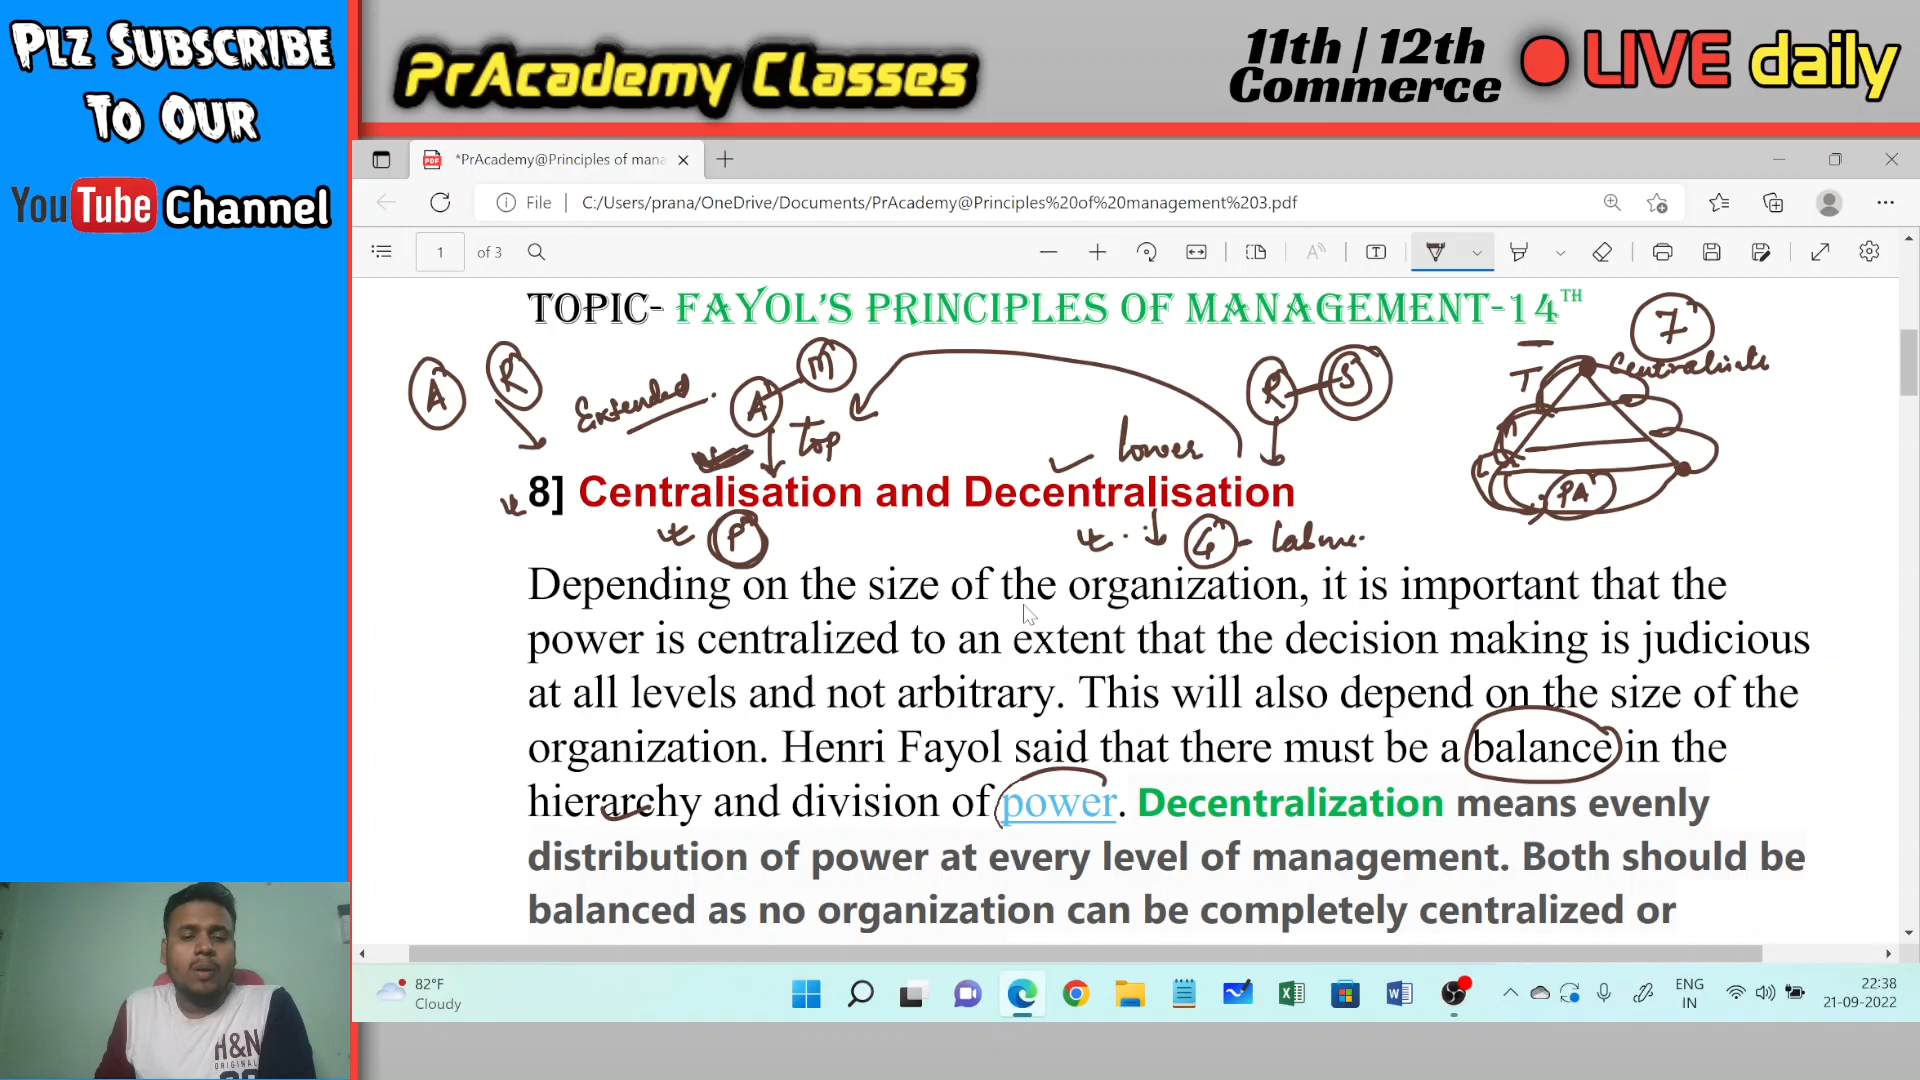 Plz Subscribe
To Our
YouTube Channel
PrAcademy Classes
11th | 12th
Commerce
LIVE daily
*PrAcademy@Principles of mana
File | C:/Users/prana/OneDrive/Documents/PrAcademy@Principles%20of%20management%203.pdf
1 of 3
TOPIC- FAYOL'S PRINCIPLES OF MANAGEMENT-14TH
7
A R Extended A M Top R S
T
lower
PA
8] Centralisation and Decentralisation
P
4 -
Depending on the size of the organization, it is important that the
power is centralized to an extent that the decision making is judicious
at all levels and not arbitrary. This will also depend on the size of the
organization. Henri Fayol said that there must be a balance in the
hierarchy and division of power. Decentralization means evenly
distribution of power at every level of management. Both should be
balanced as no organization can be completely centralized or
H&N
ORIGINAL
82°F
Cloudy
ENG
IN
22:38
21-09-2022